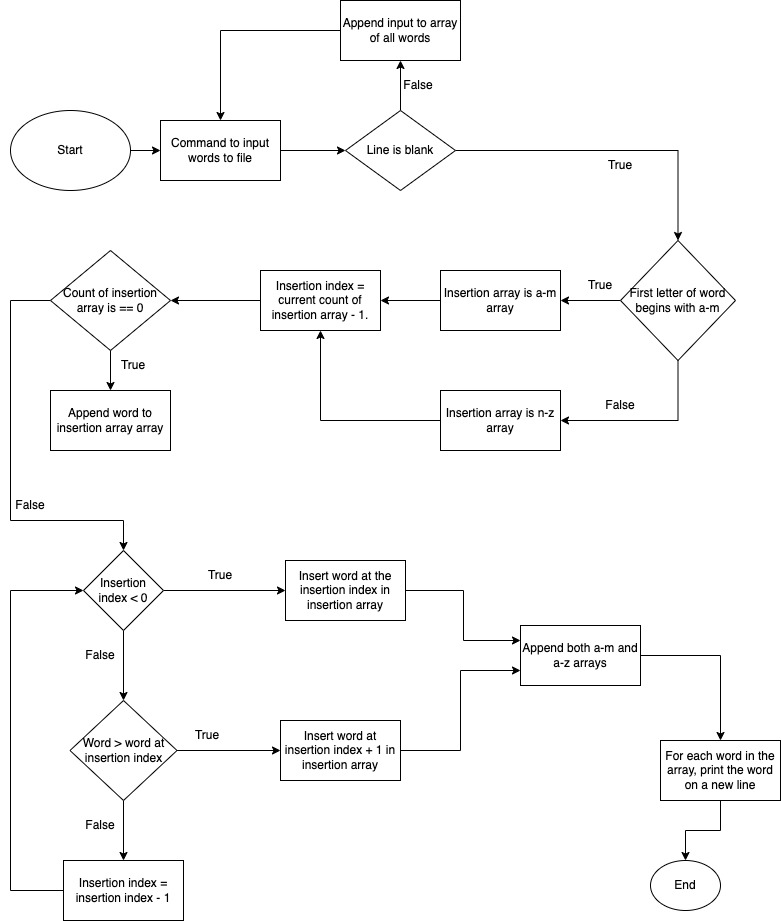 Append input to array
of all words
False
Start
Command to input
words to file
Line is blank
True
Count of insertion
array is == 0
Insertion index =
current count of
insertion array - 1.
Insertion array is a-m
array
True
First letter of word
begins with a-m
True
Append word to
insertion array array
Insertion array is n-z
array
False
False
Insertion
index < 0
True
Insert word at the
insertion index in
insertion array
False
Append both a-m and
a-z arrays
Word > word at
insertion index
True
Insert word at
insertion index + 1 in
insertion array
For each word in the
array, print the word
on a new line
False
Insertion index =
insertion index - 1
End